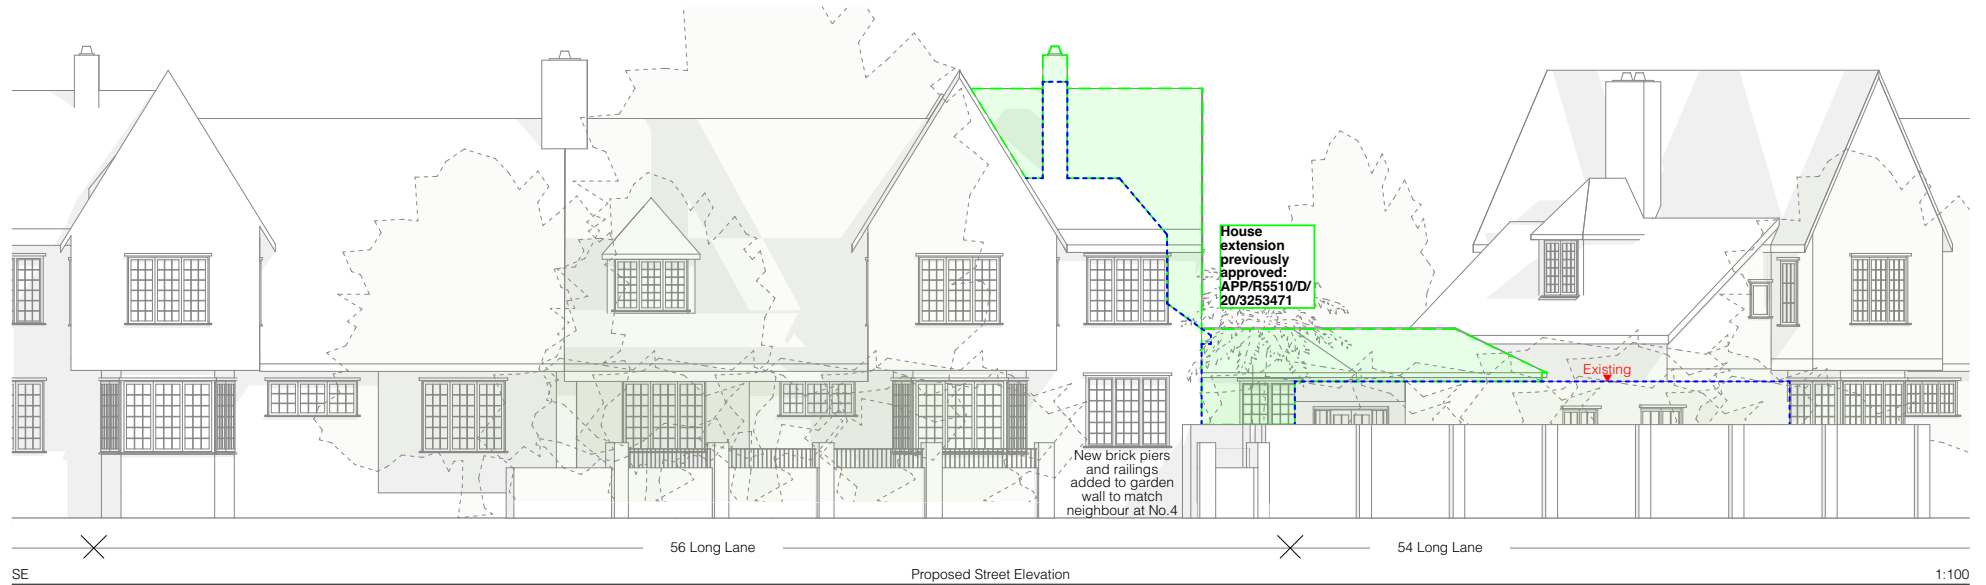 House
extension
previously
approved:
APP/R5510/D/
20/3253471
Existing
New brick piers
and railings
added to garden
wall to match
neighbour at No.4
56 Long Lane
54 Long Lane
SE
Proposed Street Elevation
1:100